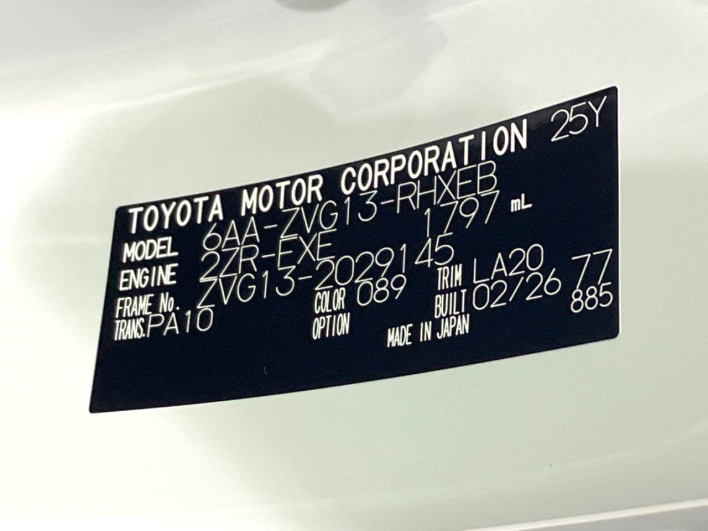 TOYOTA MOTOR CORPORATION 25Y
MODEL 6AA-ZVG13-RHXEB
ENGINE 2ZR-EXE 1797 mL
FRAME No. ZVG13-2029145
TRANS. PA10 COLOR 089 TRIM LA20 77
OPTION BUILT 02/26 885
MADE IN JAPAN